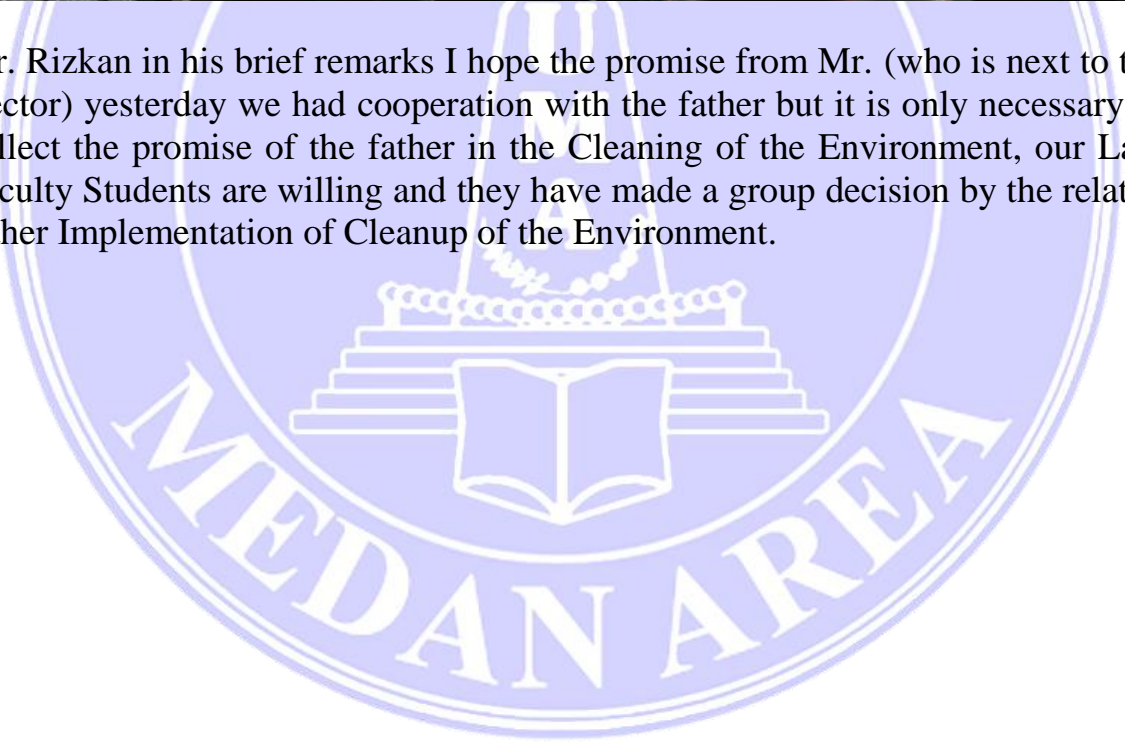 r. Rizkan in his brief remarks I hope the promise from Mr. (who is next to t
ector) yesterday we had cooperation with the father but it is only necessary
llect the promise of the father in the Cleaning of the Environment, our La
culty Students are willing and they have made a group decision by the relat
ther Implementation of Cleanup of the Environment.
U
M
A
MEDAN AREA